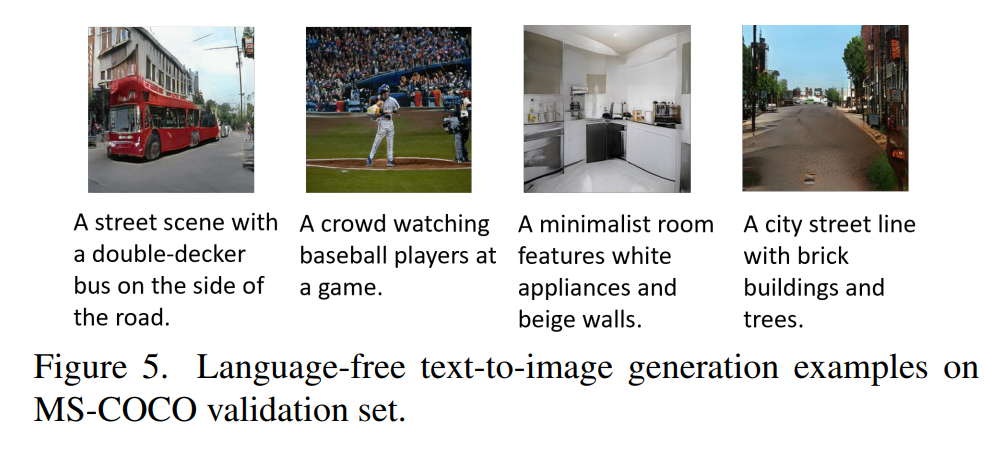 A street scene with
a double-decker
bus on the side of
the road.
A crowd watching
baseball players at
a game.
A minimalist room
features white
appliances and
beige walls.
A city street line
with brick
buildings and
trees.
Figure 5. Language-free text-to-image generation examples on
MS-COCO validation set.